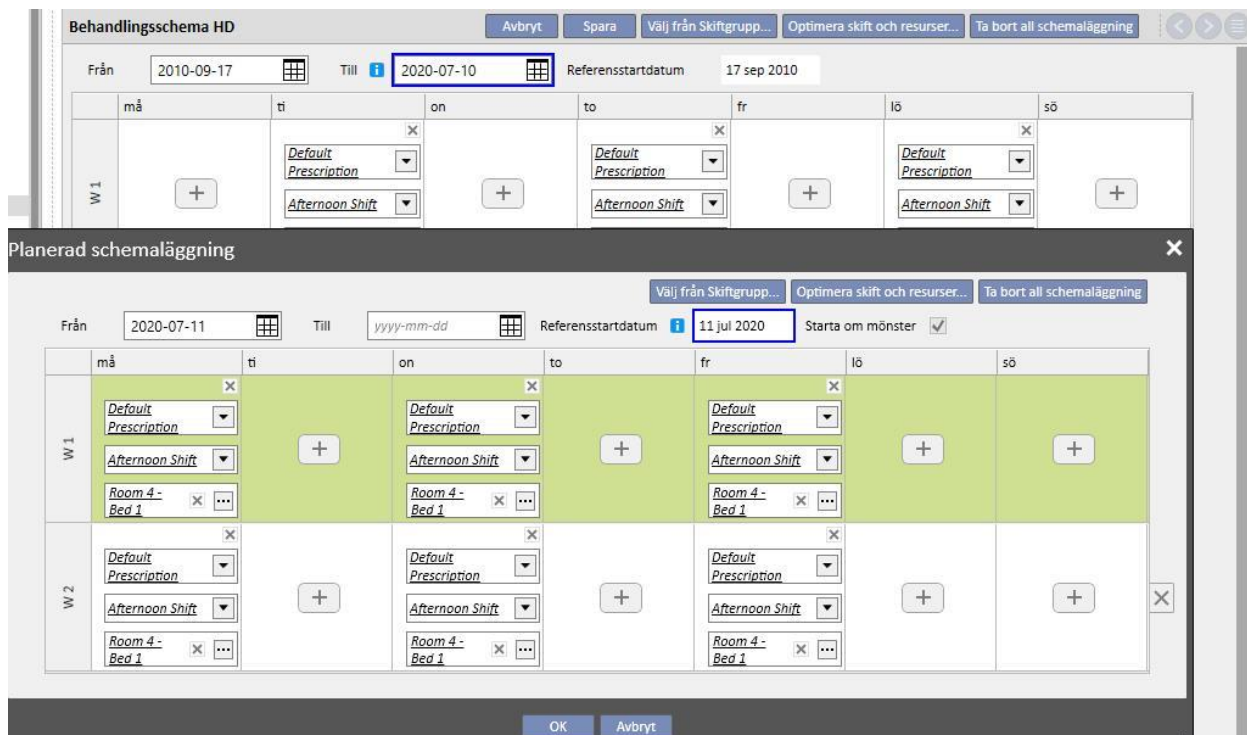 Behandlingsschema HD Avbryt Spara Välj från Skiftgrupp... Optimera skift och resurser... Ta bort all schemaläggning
Från 2010-09-17 Till 2020-07-10 Referensstartdatum 17 sep 2010
må ti on to fr lö sö
W 1
Default Prescription
Afternoon Shift
Default Prescription
Afternoon Shift
Default Prescription
Afternoon Shift
Planerad schemaläggning
Välj från Skiftgrupp... Optimera skift och resurser... Ta bort all schemaläggning
Från 2020-07-11 Till yyyy-mm-dd Referensstartdatum 11 jul 2020 Starta om mönster
må ti on to fr lö sö
W 1
Default Prescription
Afternoon Shift
Room 4 - Bed 1
Default Prescription
Afternoon Shift
Room 4 - Bed 1
Default Prescription
Afternoon Shift
Room 4 - Bed 1
W 2
Default Prescription
Afternoon Shift
Room 4 - Bed 1
Default Prescription
Afternoon Shift
Room 4 - Bed 1
Default Prescription
Afternoon Shift
Room 4 - Bed 1
OK Avbryt